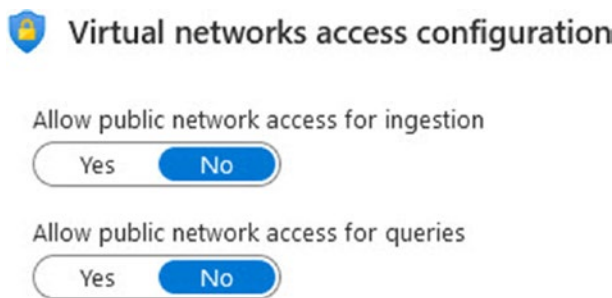 Virtual networks access configuration
Allow public network access for ingestion
Yes No
Allow public network access for queries
Yes No